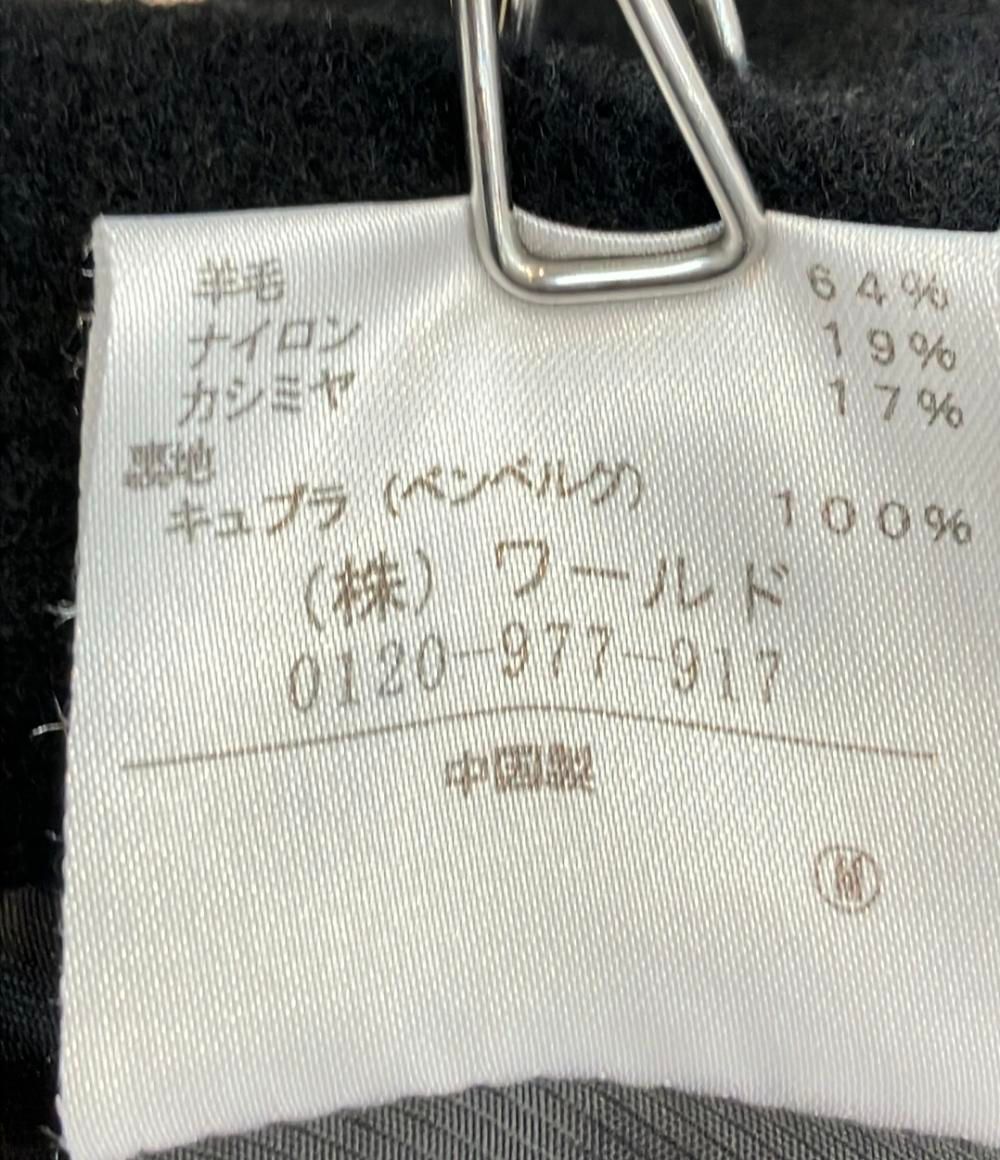 羊毛 64%
ナイロン 19%
カシミヤ 17%
裏地
キュプラ (ベンベルグ) 100%
(株) ワールド
0120-977-917
中国製